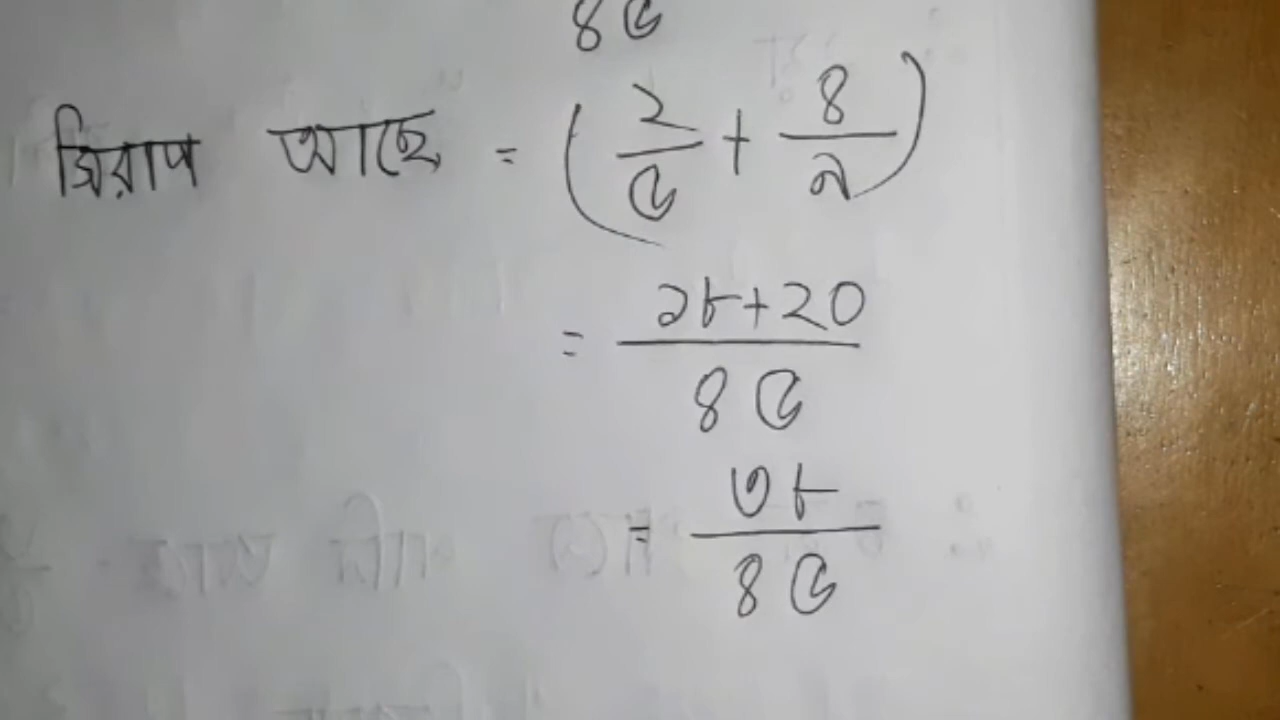 ৪৫
সিরাপ আছে = (২/৫ + ৪/৯)
= ১৮+২০/৪৫
= ৩৮/৪৫